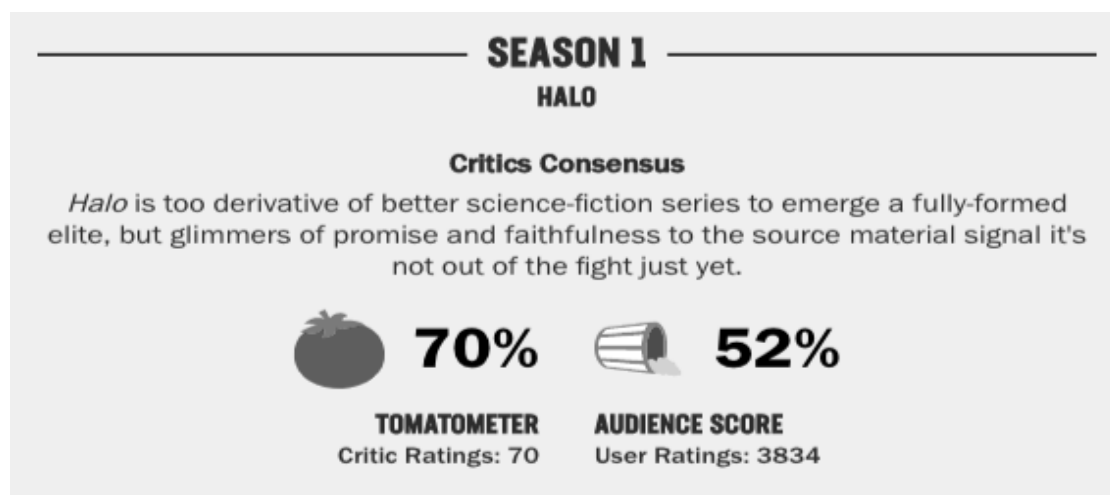 SEASON 1
HALO
Critics Consensus
Halo is too derivative of better science-fiction series to emerge a fully-formed
elite, but glimmers of promise and faithfulness to the source material signal it's
not out of the fight just yet.
70% 52%
TOMATOMETER AUDIENCE SCORE
Critic Ratings: 70 User Ratings: 3834